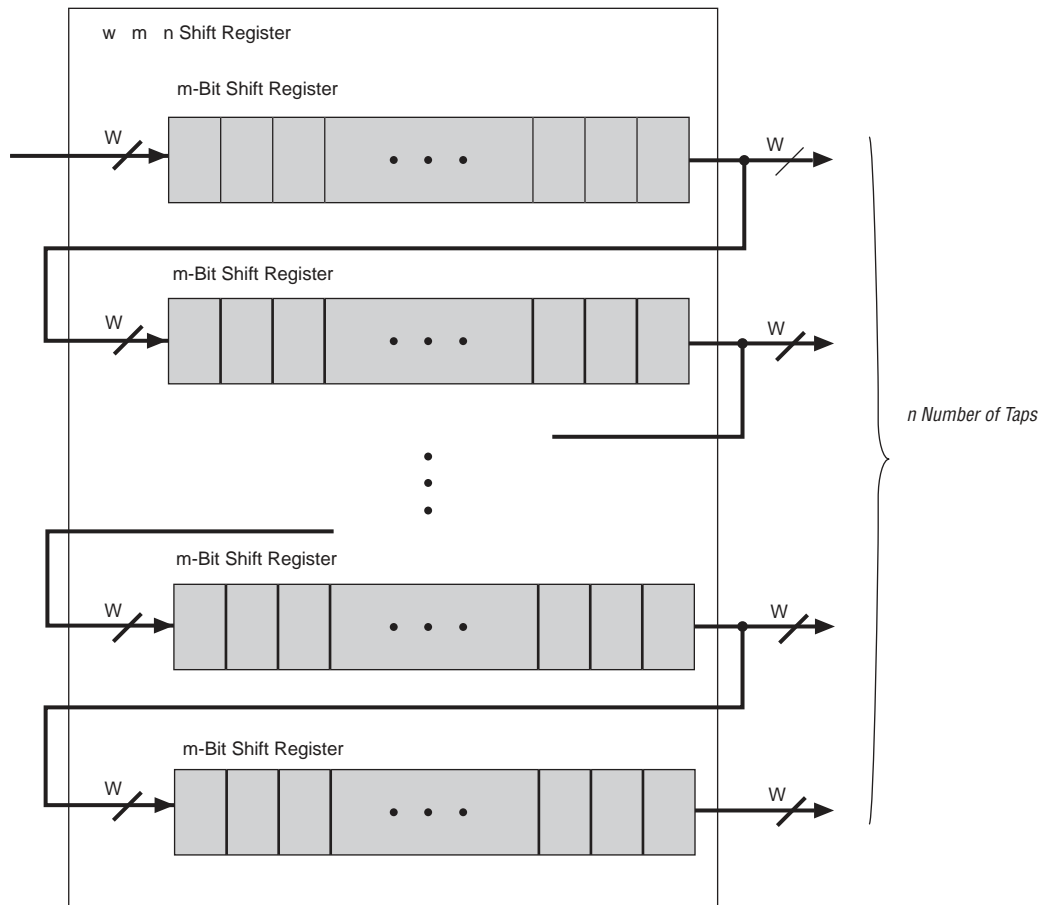 w m n Shift Register
m-Bit Shift Register
W
W
m-Bit Shift Register
W
W
n Number of Taps
m-Bit Shift Register
W
W
m-Bit Shift Register
W
W